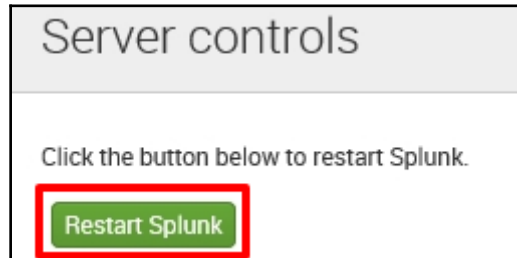 Server controls
Click the button below to restart Splunk.
Restart Splunk